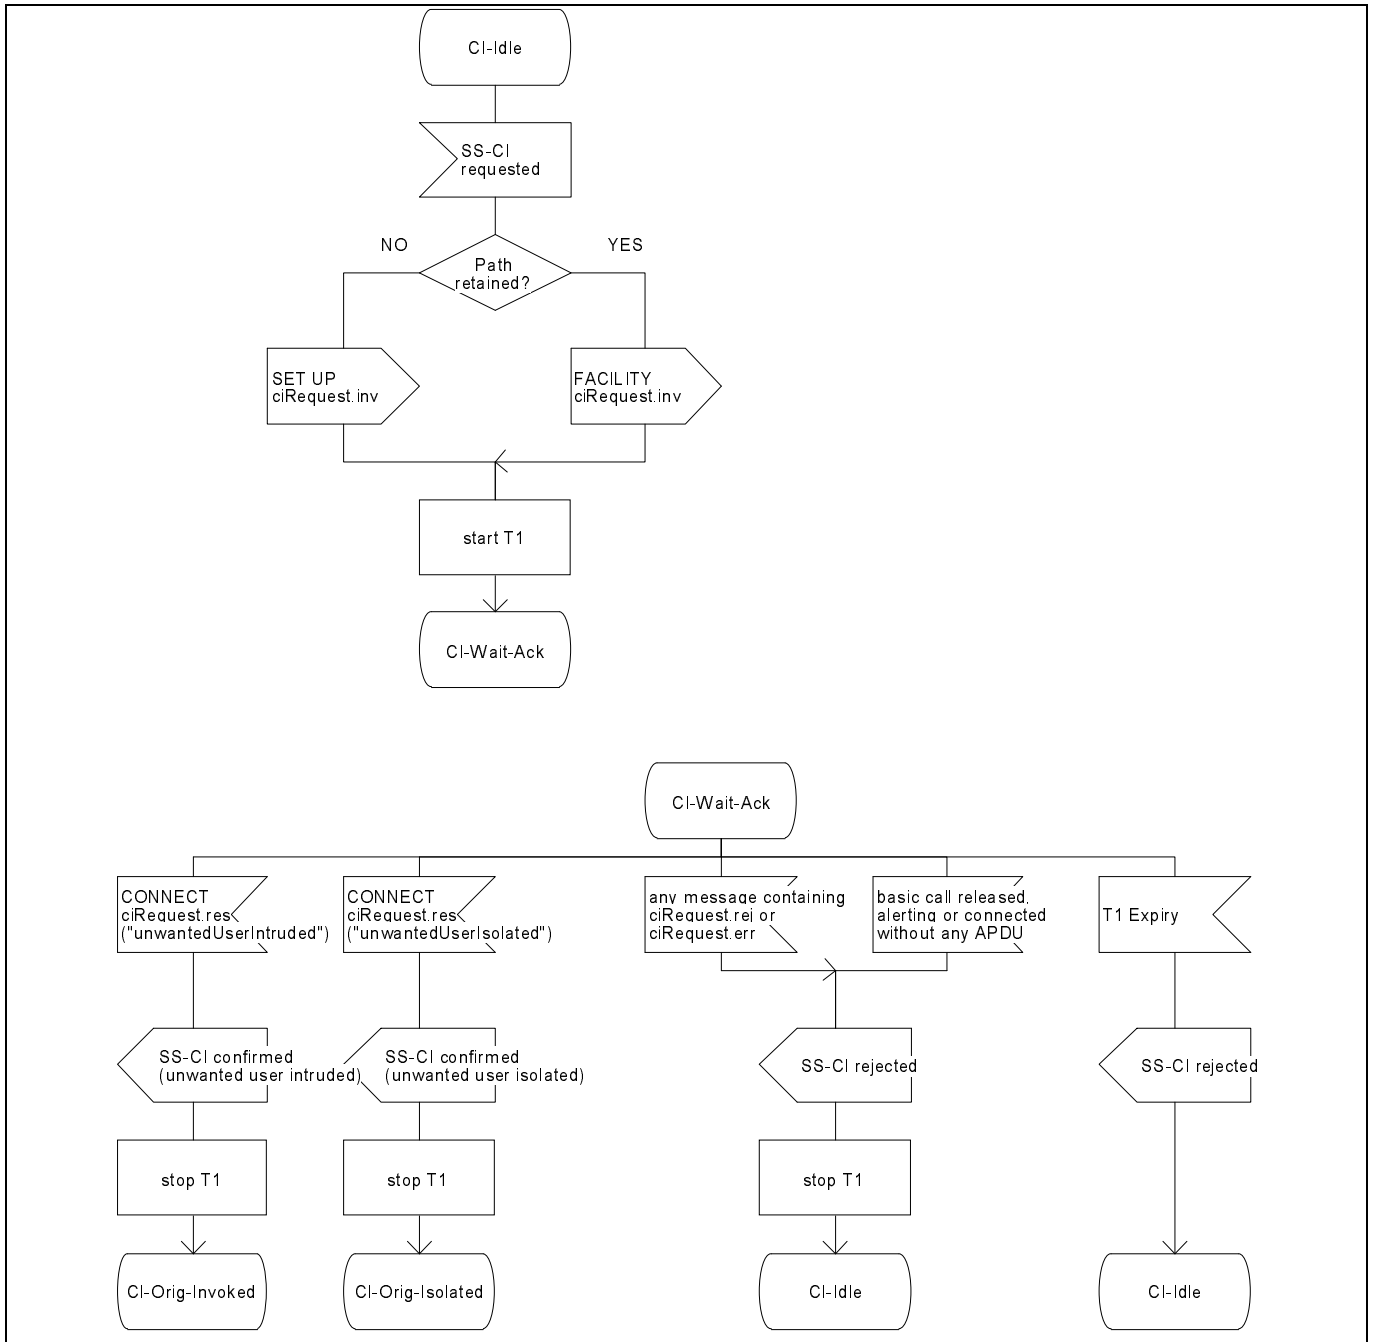 CI-Idle
SS-CI
requested
NO
YES
Path
retained?
SET UP
ciRequest.inv
FACILITY
ciRequest.inv
start T1
CI-Wait-Ack
CI-Wait-Ack
CONNECT
ciRequest.res
("unwantedUserIntruded")
CONNECT
ciRequest.res
("unwantedUserIsolated")
any message containing
ciRequest.rej or
ciRequest.err
basic call released,
alerting or connected
without any APDU
T1 Expiry
SS-CI confirmed
(unwanted user intruded)
SS-CI confirmed
(unwanted user isolated)
SS-CI rejected
SS-CI rejected
stop T1
stop T1
stop T1
CI-Orig-Invoked
CI-Orig-Isolated
CI-Idle
CI-Idle